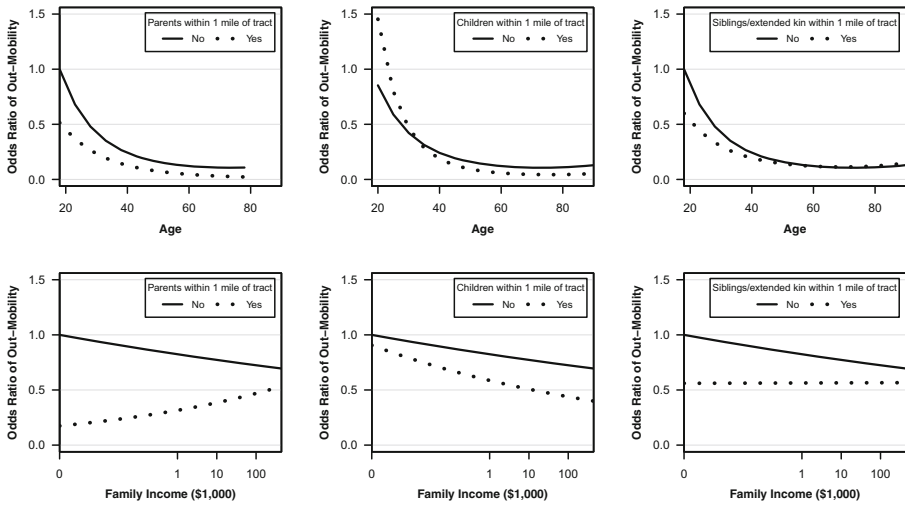 Odds Ratio of Out–Mobility
1.5
1.0
0.5
0.0
Parents within 1 mile of tract
No Yes
20 40 60 80
Age
Odds Ratio of Out–Mobility
1.5
1.0
0.5
0.0
Children within 1 mile of tract
No Yes
20 40 60 80
Age
Odds Ratio of Out–Mobility
1.5
1.0
0.5
0.0
Siblings/extended kin within 1 mile of tract
No Yes
20 40 60 80
Age
Odds Ratio of Out–Mobility
1.5
1.0
0.5
0.0
Parents within 1 mile of tract
No Yes
0 1 10 100
Family Income ($1,000)
Odds Ratio of Out–Mobility
1.5
1.0
0.5
0.0
Children within 1 mile of tract
No Yes
0 1 10 100
Family Income ($1,000)
Odds Ratio of Out–Mobility
1.5
1.0
0.5
0.0
Siblings/extended kin within 1 mile of tract
No Yes
0 1 10 100
Family Income ($1,000)